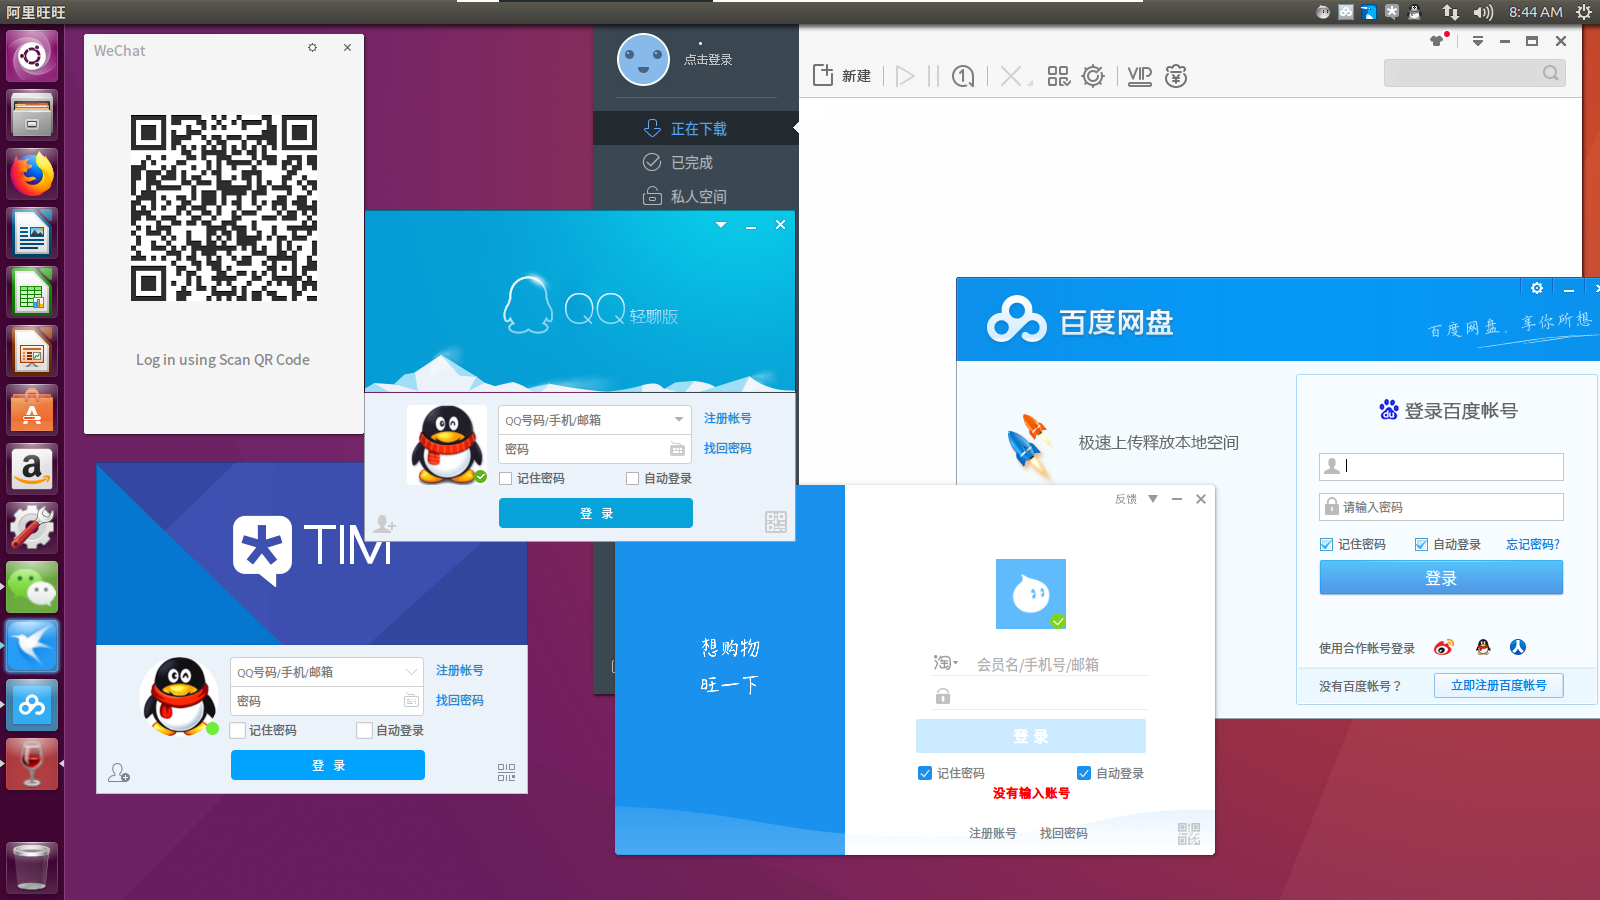 阿里旺旺
8:44 AM
WeChat
Log in using Scan QR Code
点击登录
正在下载
已完成
私人空间
新建
VIP
QQ轻聊版
QQ号码/手机/邮箱
注册帐号
密码
找回密码
记住密码
自动登录
登 录
TIM
QQ号码/手机/邮箱
注册帐号
密码
找回密码
记住密码
自动登录
登 录
百度网盘
百度网盘，享你所想
极速上传释放本地空间
du
登录百度帐号
请输入密码
记住密码
自动登录
忘记密码?
登录
使用合作帐号登录
没有百度帐号？
立即注册百度帐号
反馈
想购物
旺一下
淘
会员名/手机号/邮箱
登 录
记住密码
自动登录
没有输入账号
注册账号
找回密码